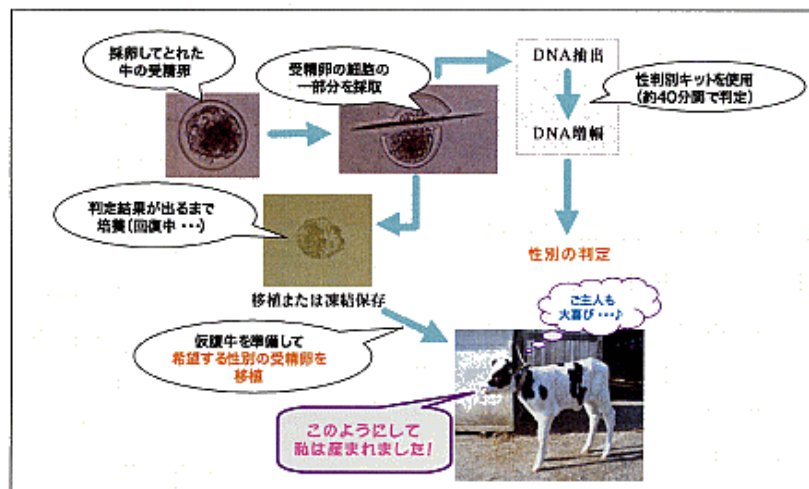 採卵してとれた
牛の受精卵
受精卵の細胞の
一部分を採取
DNA抽出
性判別キットを使用
(約40分間で判定)
DNA増幅
判定結果が出るまで
培養(回復中・・・)
性別の判定
移植または凍結保存
ご主人も
大喜び・・・♪
仮腹牛を準備して
希望する性別の受精卵を
移植
このようにして
私は産まれました!